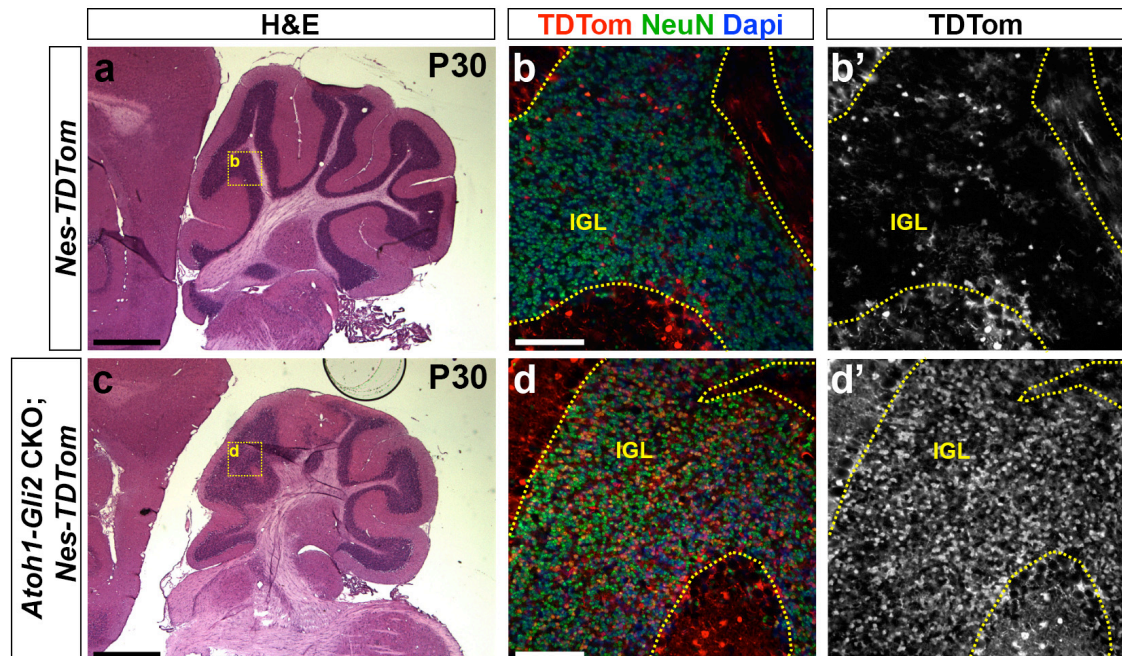 H&E
TDTom NeuN Dapi
TDTom
Nes-TDTom
a
P30
b
b
IGL
b'
IGL
Atoh1-Gli2 CKO;
Nes-TDTom
c
P30
d
d
IGL
d'
IGL